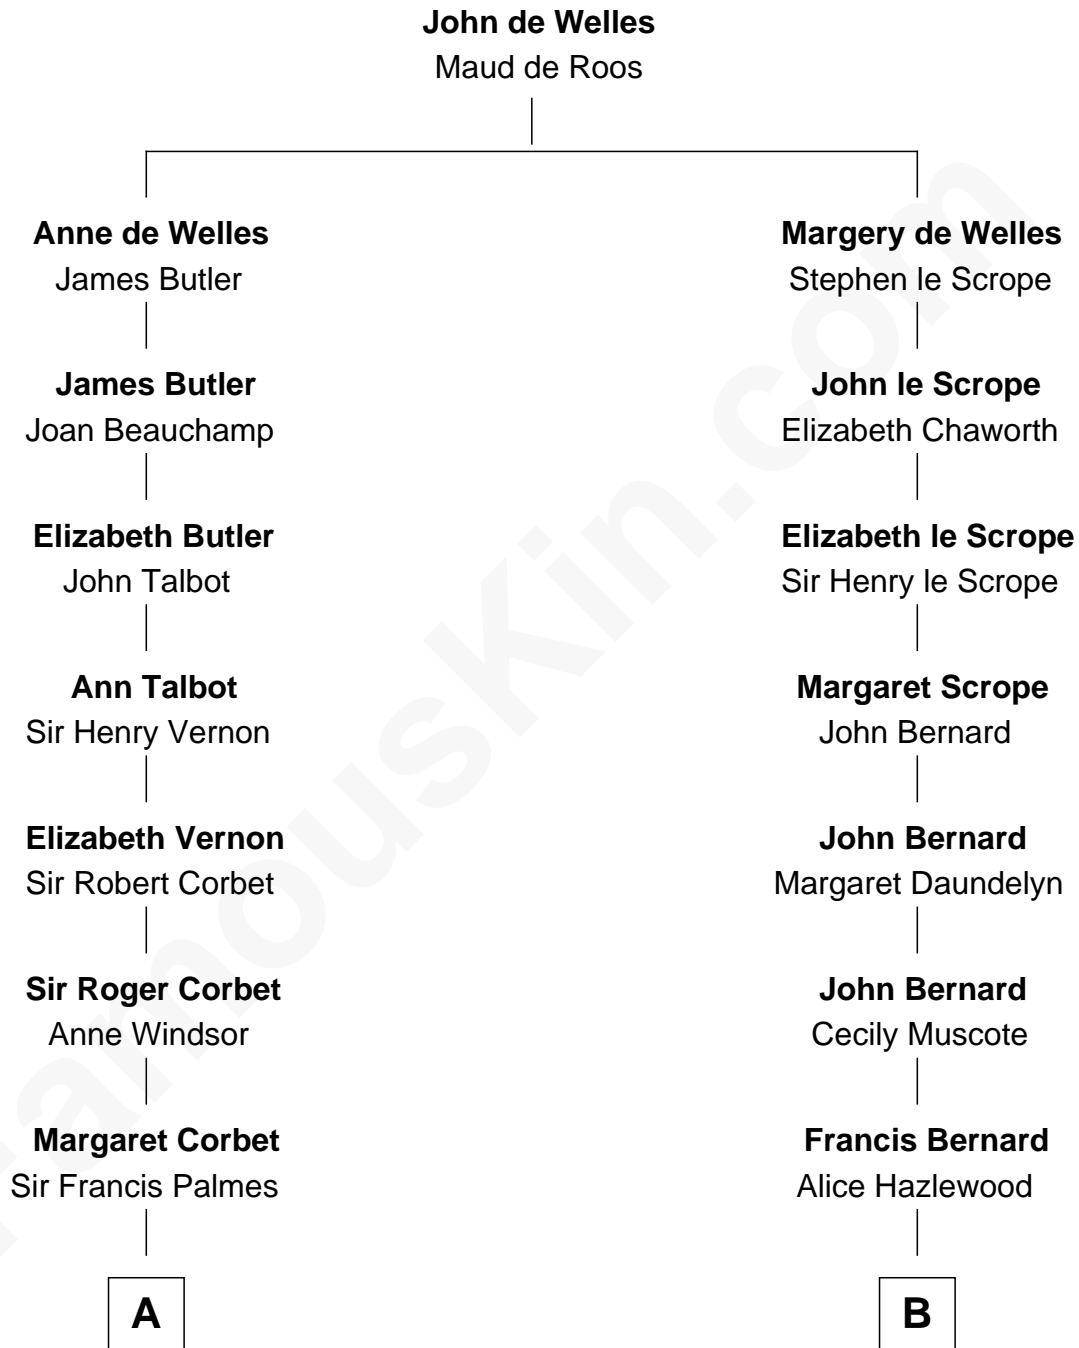 John de Welles
Maud de Roos
Anne de Welles
James Butler
Margery de Welles
Stephen le Scrope
James Butler
Joan Beauchamp
John le Scrope
Elizabeth Chaworth
Elizabeth Butler
John Talbot
Elizabeth le Scrope
Sir Henry le Scrope
Ann Talbot
Sir Henry Vernon
Margaret Scrope
John Bernard
Elizabeth Vernon
Sir Robert Corbet
John Bernard
Margaret Daundelyn
Sir Roger Corbet
Anne Windsor
John Bernard
Cecily Muscote
Margaret Corbet
Sir Francis Palmes
Francis Bernard
Alice Hazlewood
A
B
FamousKin.com